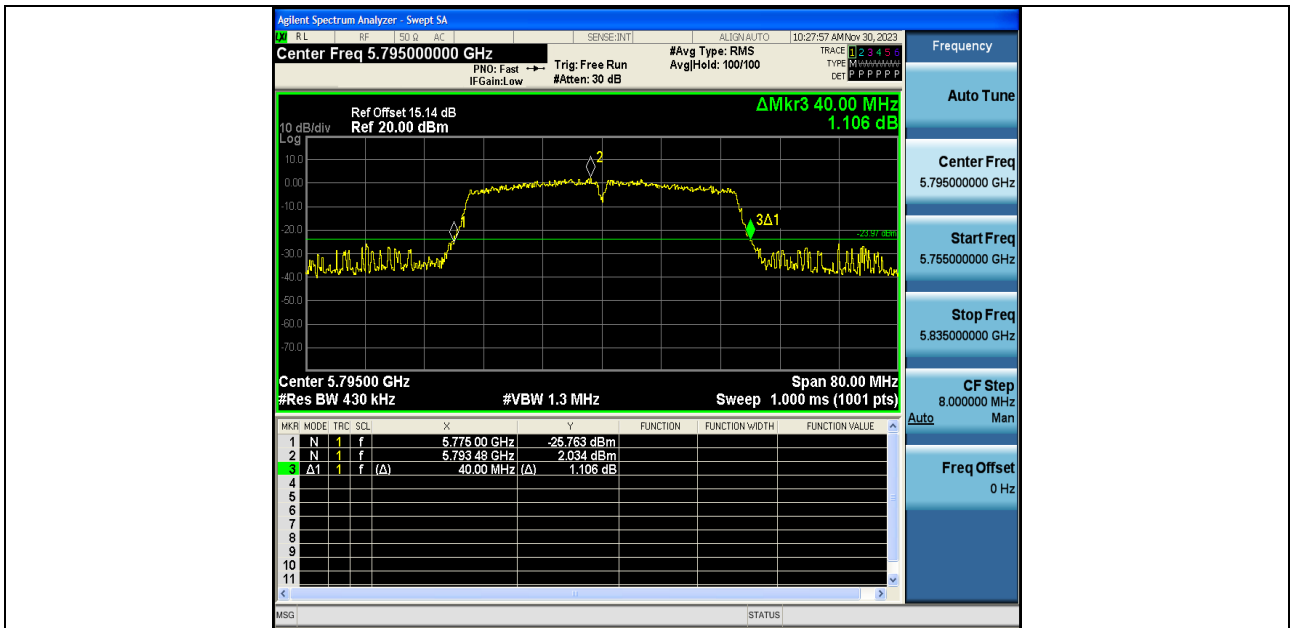 Agilent Spectrum Analyzer - Swept SA
LXI RL RF 50 Ω AC SENSE:INT ALIGNAUTO 10:27:57 AMNov 30, 2023
Center Freq 5.795000000 GHz
PNO: Fast
IFGain:Low
Trig: Free Run
#Atten: 30 dB
#Avg Type: RMS
Avg|Hold: 100/100
TRACE 1 2 3 4 5 6
TYPE M
DET P P P P P P
Ref Offset 15.14 dB
10 dB/div Ref 20.00 dBm
Log
ΔMkr3 40.00 MHz
1.106 dB
10.0
0.00
-10.0
-20.0
-30.0
-40.0
-50.0
-60.0
-70.0
2
3Δ1
-23.97 dBm
Center 5.79500 GHz Span 80.00 MHz
#Res BW 430 kHz #VBW 1.3 MHz Sweep 1.000 ms (1001 pts)
MKR MODE TRC SCL X Y FUNCTION FUNCTION WIDTH FUNCTION VALUE
1 N 1 f 5.775 00 GHz -25.763 dBm
2 N 1 f 5.793 48 GHz 2.034 dBm
3 Δ1 1 f (Δ) 40.00 MHz (Δ) 1.106 dB
4
5
6
7
8
9
10
11
MSG STATUS
Frequency
Auto Tune
Center Freq
5.795000000 GHz
Start Freq
5.755000000 GHz
Stop Freq
5.835000000 GHz
CF Step
8.000000 MHz
Auto Man
Freq Offset
0 Hz